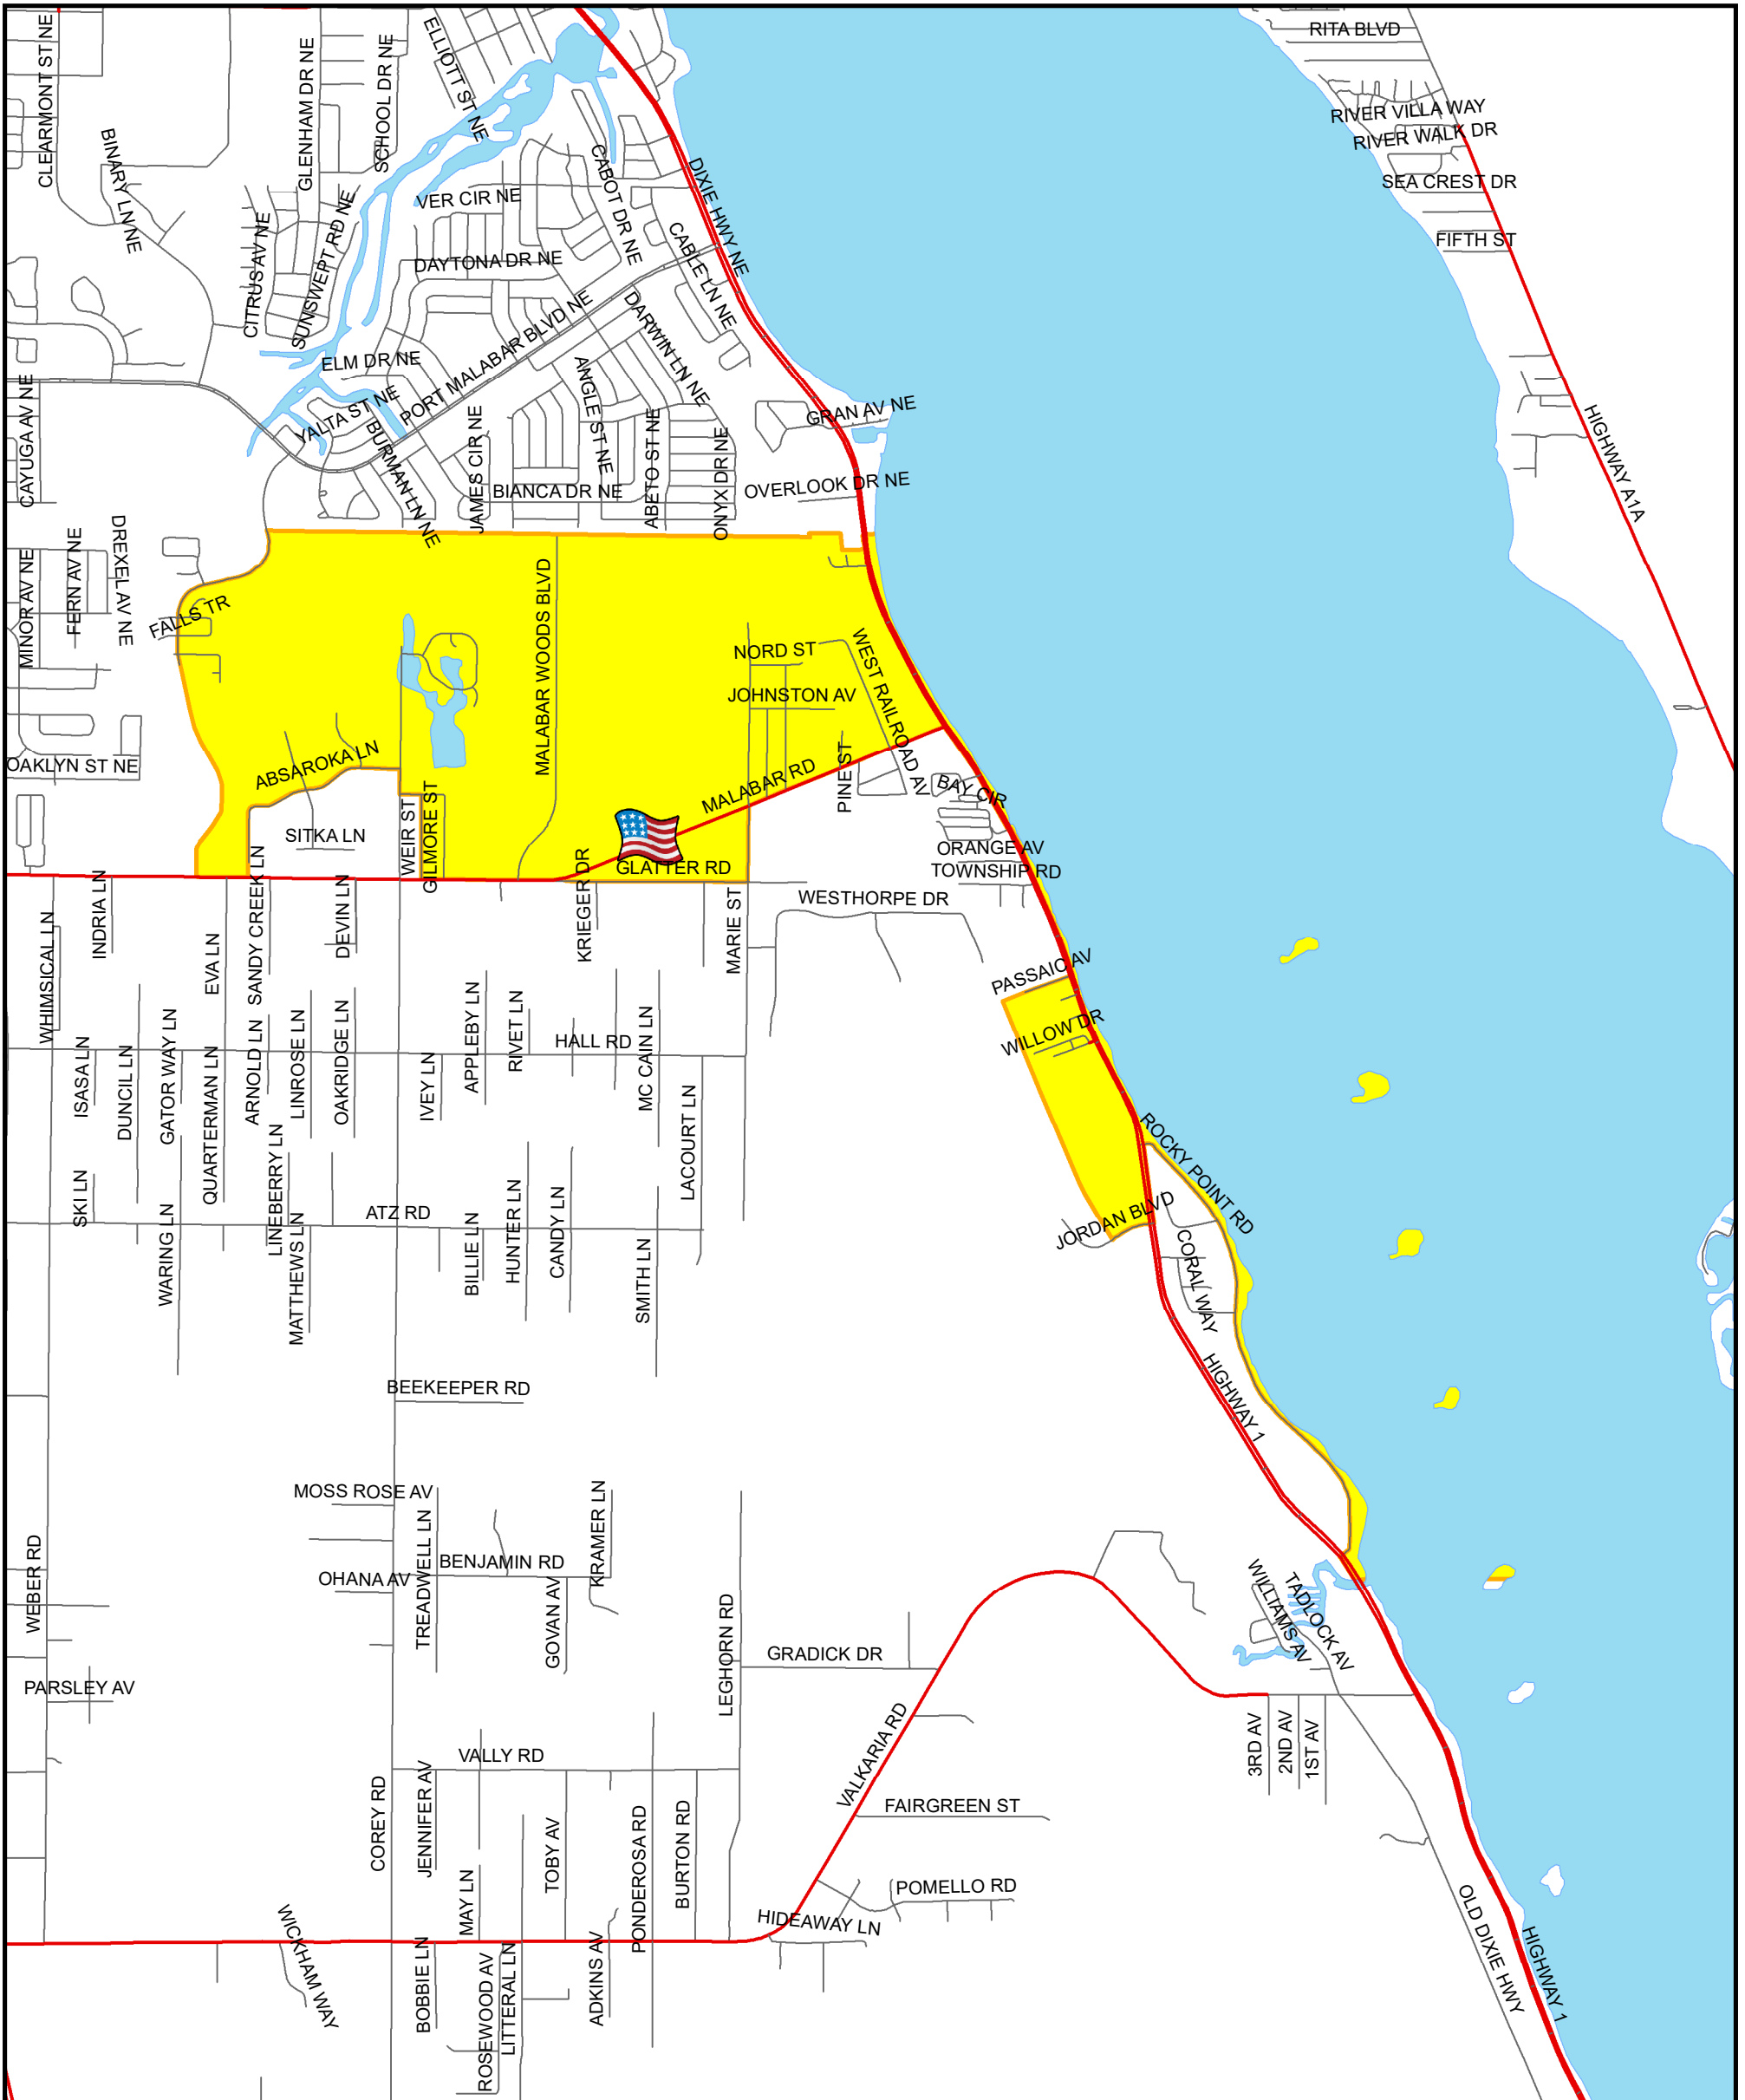 CLEARMONT ST NE
GLENHAM DR NE
SCHOOL DR NE
ELLIOTT ST NE
RITA BLVD
BINARY LN NE
RIVER VILLA WAY
RIVER WALK DR
CABOT DR NE
DIXIE HWY NE
SEA CREST DR
VER CIR NE
CITRUS AV NE
SUNSWEPT RD NE
CABLE LN NE
FIFTH ST
DAYTONA DR NE
DARWIN LN NE
ELM DR NE
PORT MALABAR BLVD NE
ANGLE ST NE
CAYUGA AV NE
YALTA ST NE
BURMAN LN NE
JAMES CIR NE
ABETO ST NE
ONYX DR NE
GRAN AV NE
HIGHWAY A1A
BIANCA DR NE
OVERLOOK DR NE
MINOR AV NE
FERN AV NE
DREXEL AV NE
FALLS TR
MALABAR WOODS BLVD
NORD ST
WEST RAILROAD AV
JOHNSTON AV
OAKLYN ST NE
ABSAROKA LN
PINE ST
MALABAR RD
BAY CIR
SITKA LN
WEIR ST
GILMORE ST
ORANGE AV
GLATTER RD
TOWNSHIP RD
KRIEGER DR
WESTHORPE DR
MARIE ST
WHIMSICAL LN
INDRIA LN
EVA LN
SANDY CREEK LN
DEVIN LN
PASSAIC AV
WILLOW DR
ISASA LN
DUNCIL LN
GATOR WAY LN
QUARTERMAN LN
ARNOLD LN
LINROSE LN
OAKRIDGE LN
IVEY LN
APPLEBY LN
RIVET LN
HALL RD
MC CAIN LN
LACOURT LN
ROCKY POINT RD
SKI LN
WARING LN
LINEBERRY LN
MATTHEWS LN
ATZ RD
BILLIE LN
HUNTER LN
CANDY LN
SMITH LN
JORDAN BLVD
CORAL WAY
HIGHWAY 1
BEEKEEPER RD
MOSS ROSE AV
TREADWELL LN
BENJAMIN RD
KRAMER LN
OHANA AV
GOVAN AV
WEBER RD
LEGHORN RD
WILLIAMS AV
TADLOCK AV
GRADICK DR
PARSLEY AV
VALKARIA RD
3RD AV
2ND AV
1ST AV
VALLY RD
COREY RD
JENNIFER AV
MAY LN
TOBY AV
PONDEROSA RD
BURTON RD
FAIRGREEN ST
POMELLO RD
HIDEAWAY LN
WICKHAM WAY
BOBBIE LN
ROSEWOOD AV
LITTERAL LN
ADKINS AV
OLD DIXIE HWY
HIGHWAY 1